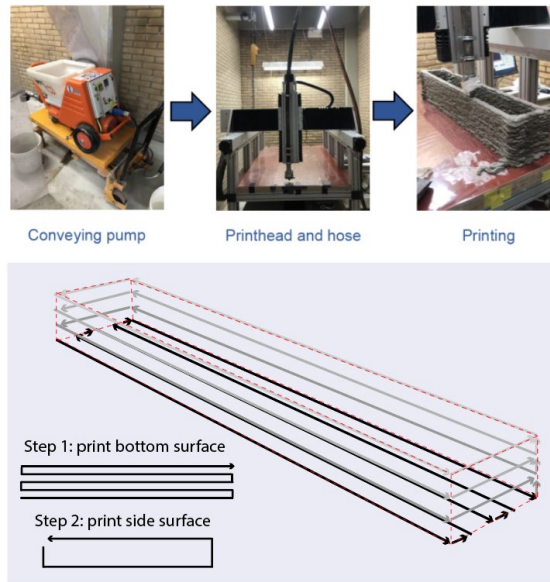 Conveying pump
Printhead and hose
Printing
Step 1: print bottom surface
Step 2: print side surface